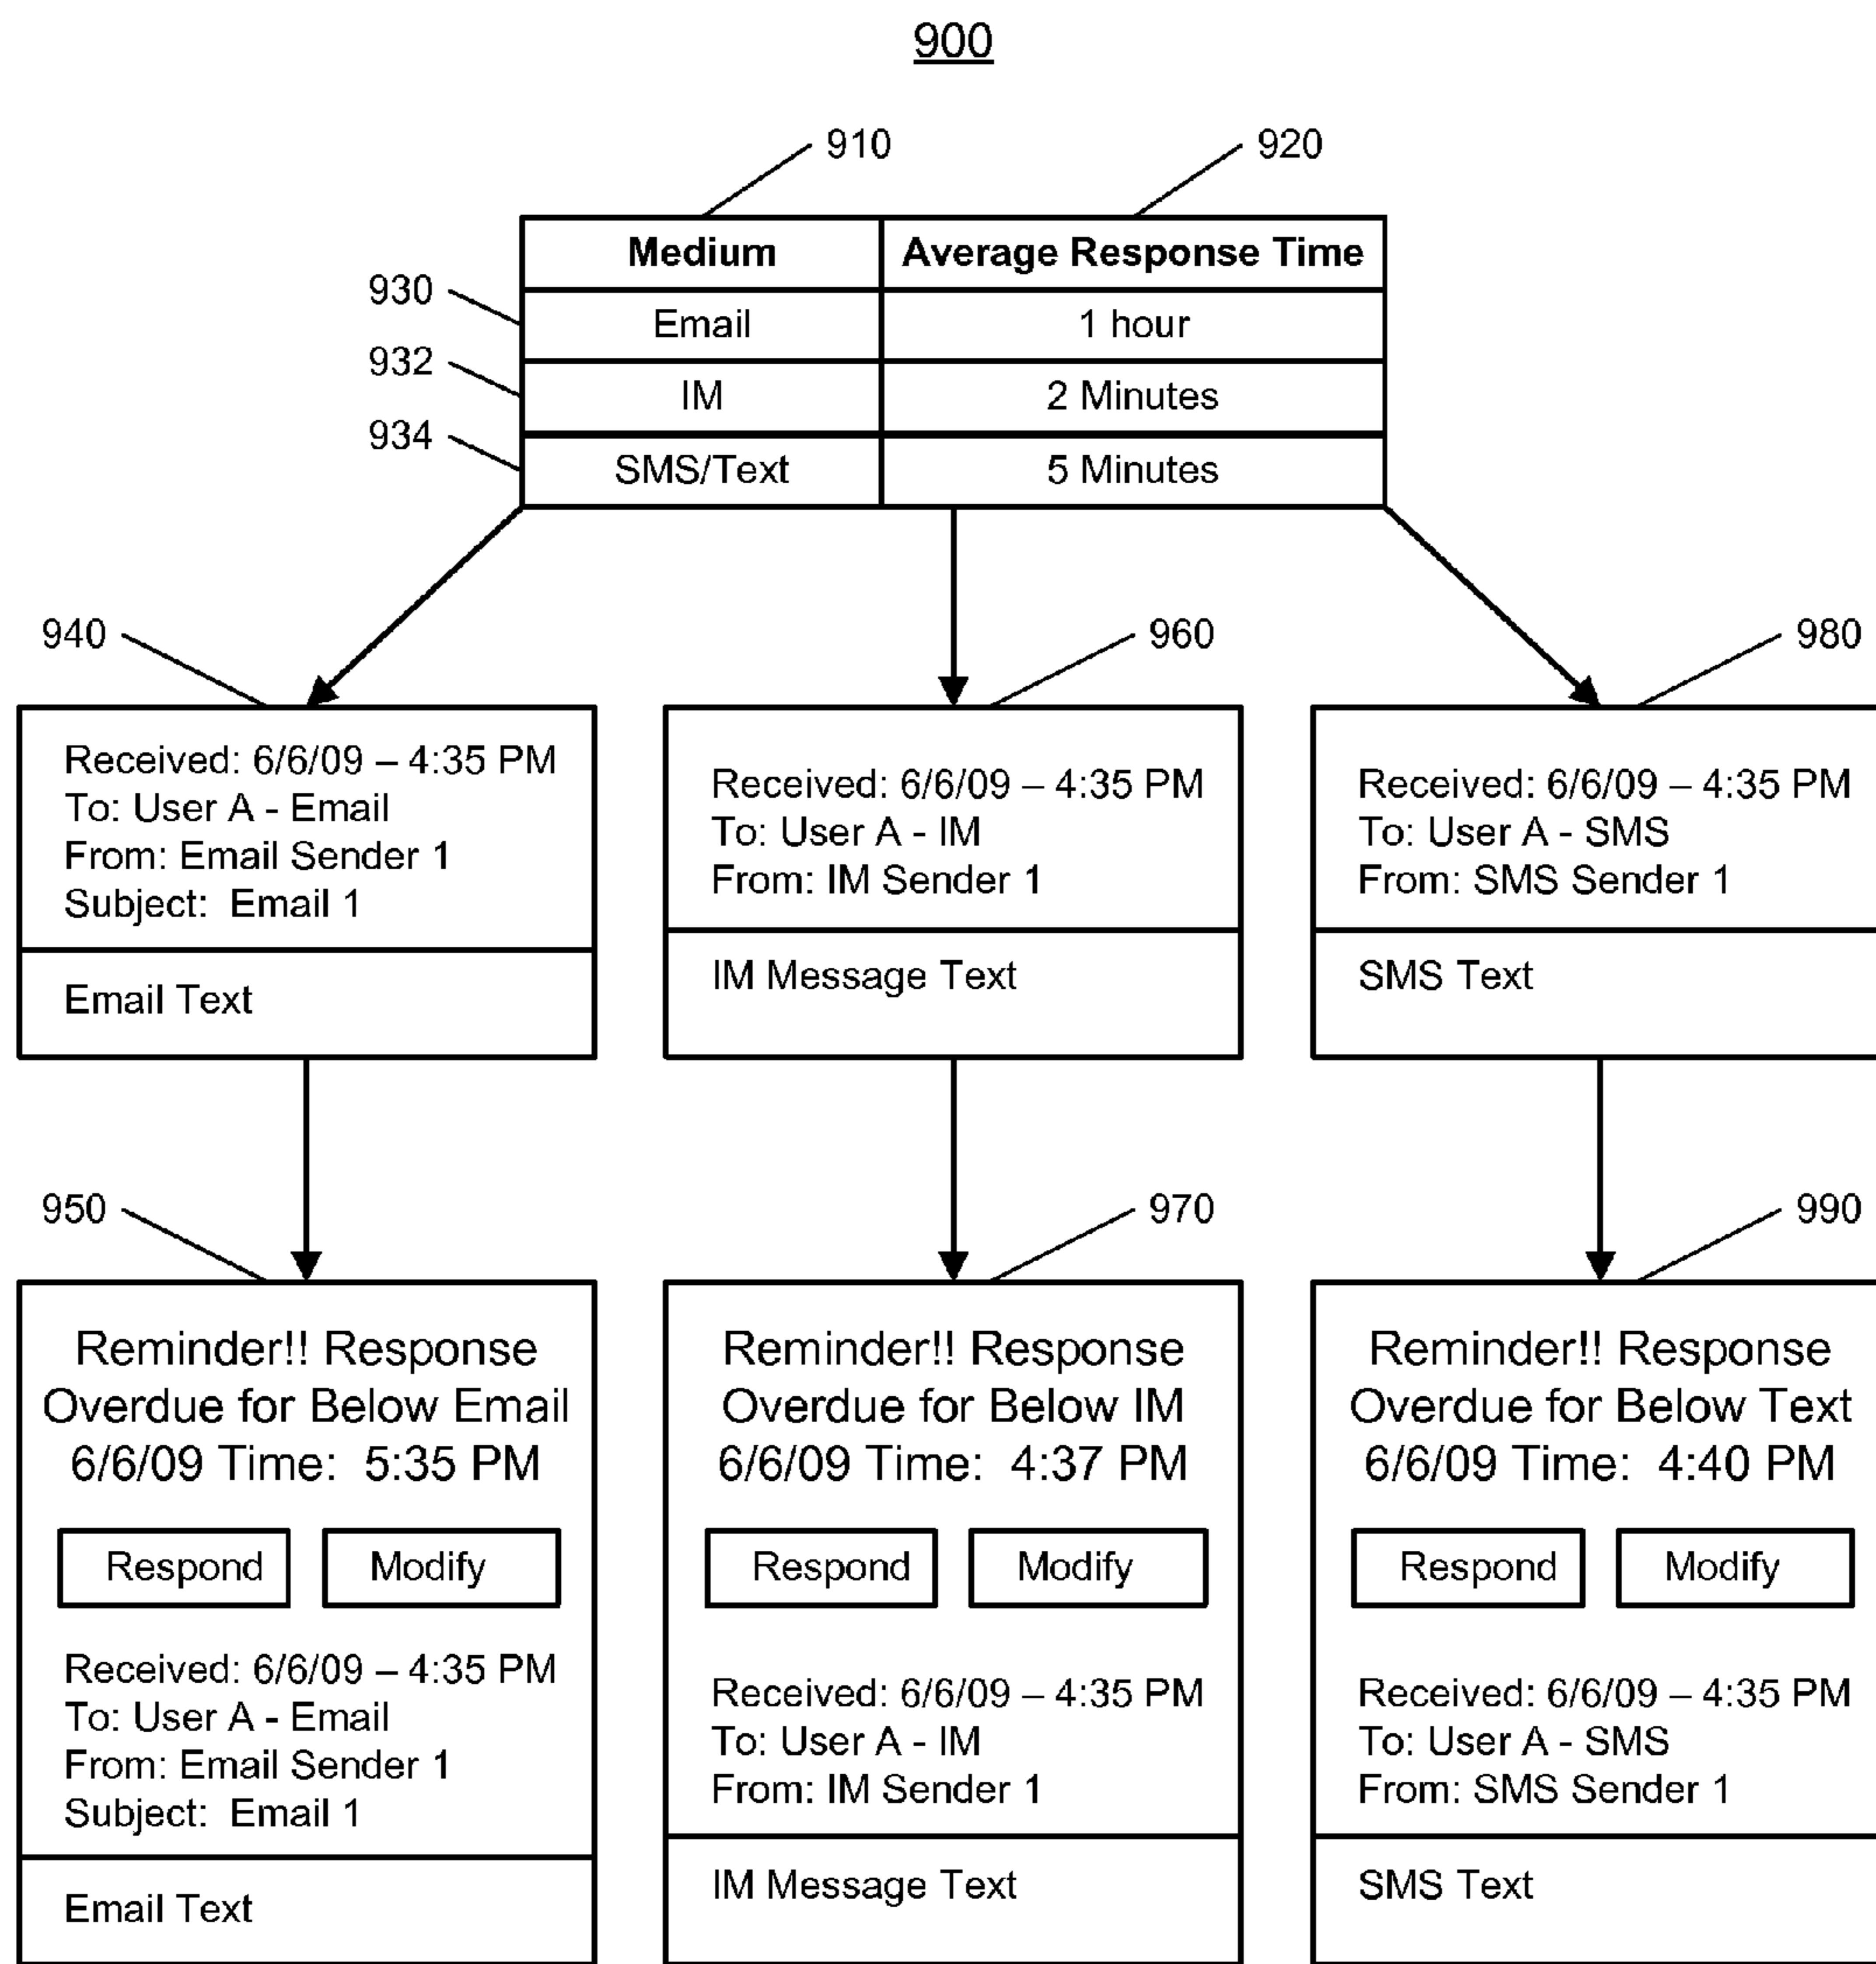 900
910
920
Medium
Average Response Time
930
Email
1 hour
932
IM
2 Minutes
934
SMS/Text
5 Minutes
940
Received: 6/6/09 – 4:35 PM
To: User A - Email
From: Email Sender 1
Subject:  Email 1
Email Text
960
Received: 6/6/09 – 4:35 PM
To: User A - IM
From: IM Sender 1
IM Message Text
980
Received: 6/6/09 – 4:35 PM
To: User A - SMS
From: SMS Sender 1
SMS Text
950
Reminder!! Response
Overdue for Below Email
6/6/09 Time:  5:35 PM
Respond
Modify
Received: 6/6/09 – 4:35 PM
To: User A - Email
From: Email Sender 1
Subject:  Email 1
Email Text
970
Reminder!! Response
Overdue for Below IM
6/6/09 Time:  4:37 PM
Respond
Modify
Received: 6/6/09 – 4:35 PM
To: User A - IM
From: IM Sender 1
IM Message Text
990
Reminder!! Response
Overdue for Below Text
6/6/09 Time:  4:40 PM
Respond
Modify
Received: 6/6/09 – 4:35 PM
To: User A - SMS
From: SMS Sender 1
SMS Text